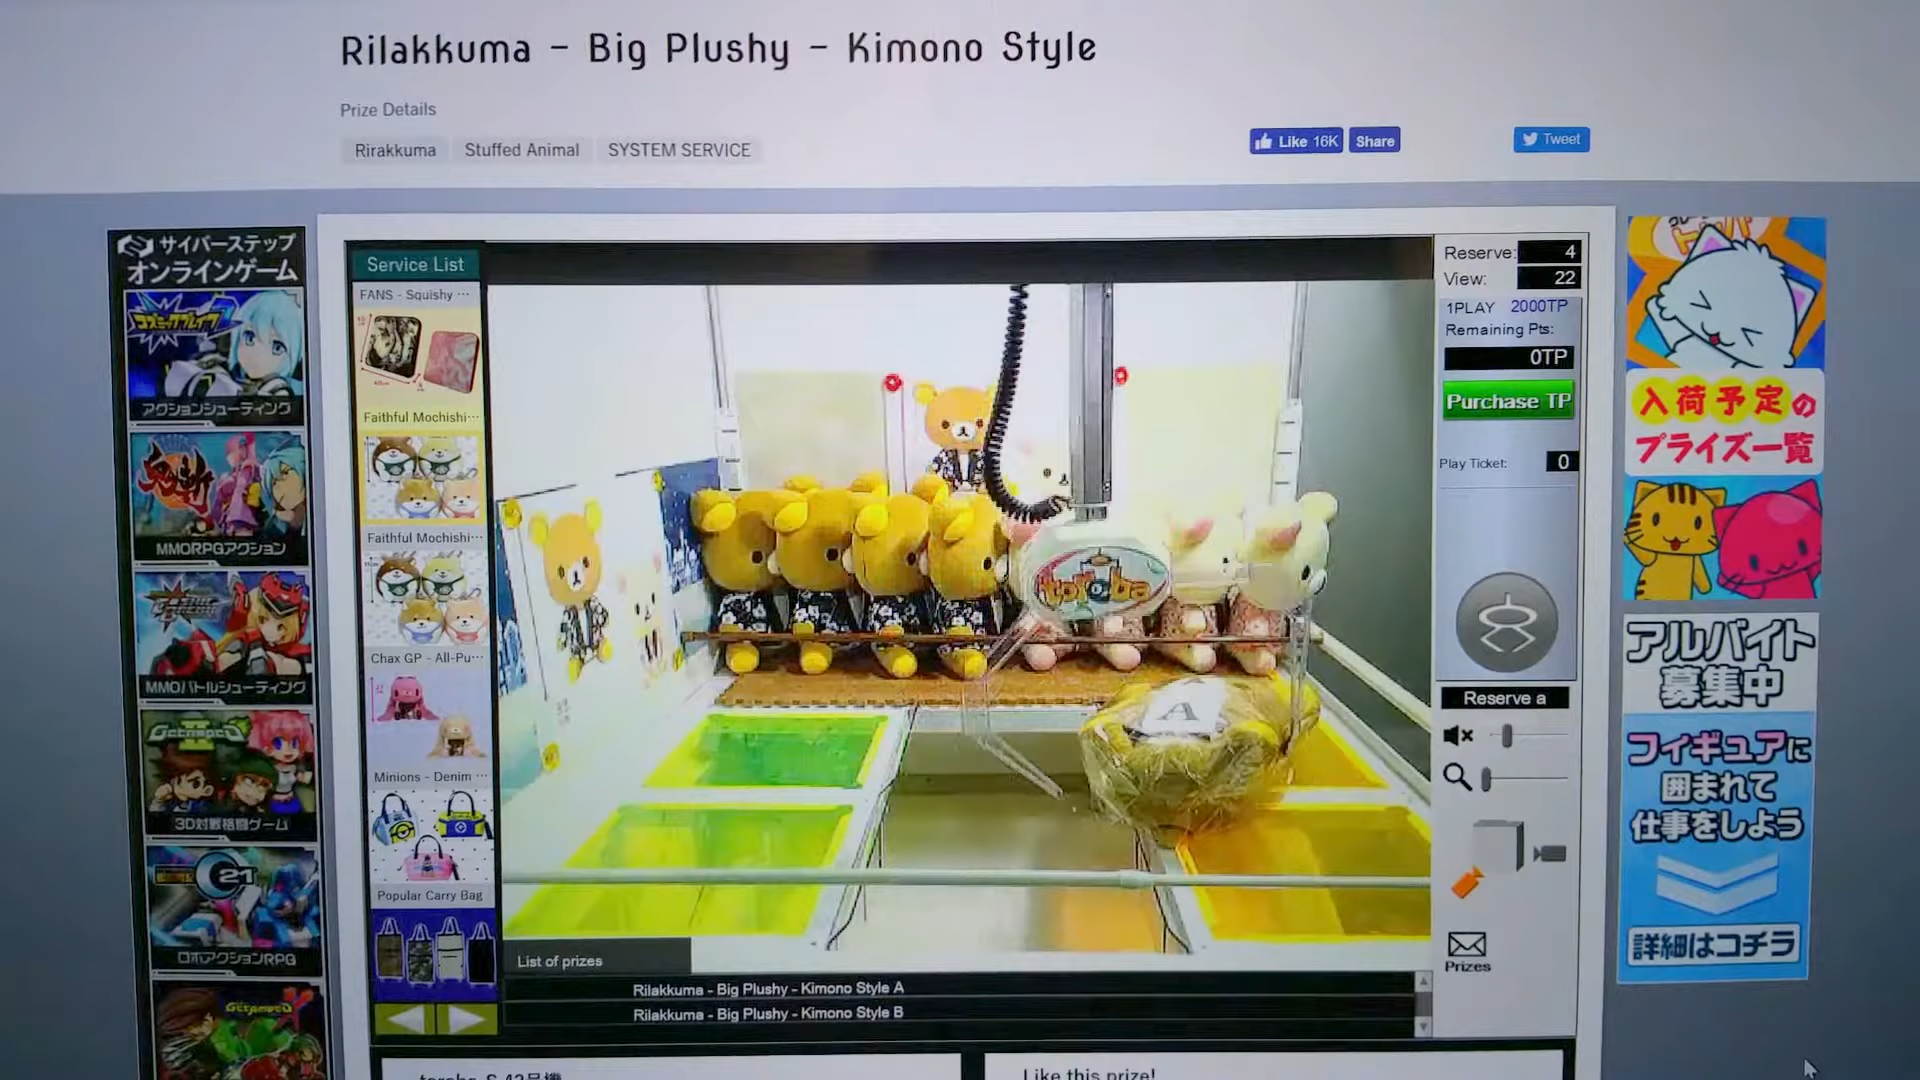 Rilakkuma - Big Plushy - Kimono Style
Prize Details
Rirakkuma
Stuffed Animal
SYSTEM SERVICE
Like 16K
Share
Tweet
サイバーステップ
オンラインゲーム
アクションシューティング
MMORPGアクション
MMOバトルシューティング
GetAmped
3D対戦格闘ゲーム
C21
ロボアクションRPG
Service List
FANS - Squishy ···
Faithful Mochishi···
Faithful Mochishi···
Chax GP - All-Pu···
Minions - Denim ···
Popular Carry Bag
toreba
A
List of prizes
Rilakkuma - Big Plushy - Kimono Style A
Rilakkuma - Big Plushy - Kimono Style B
Reserve: 4
View: 22
1PLAY 2000TP
Remaining Pts:
0TP
Purchase TP
Play Ticket: 0
Reserve a
Prizes
入荷予定の
プライズ一覧
アルバイト
募集中
フィギュアに
囲まれて
仕事をしよう
詳細はコチラ
Like this prize!